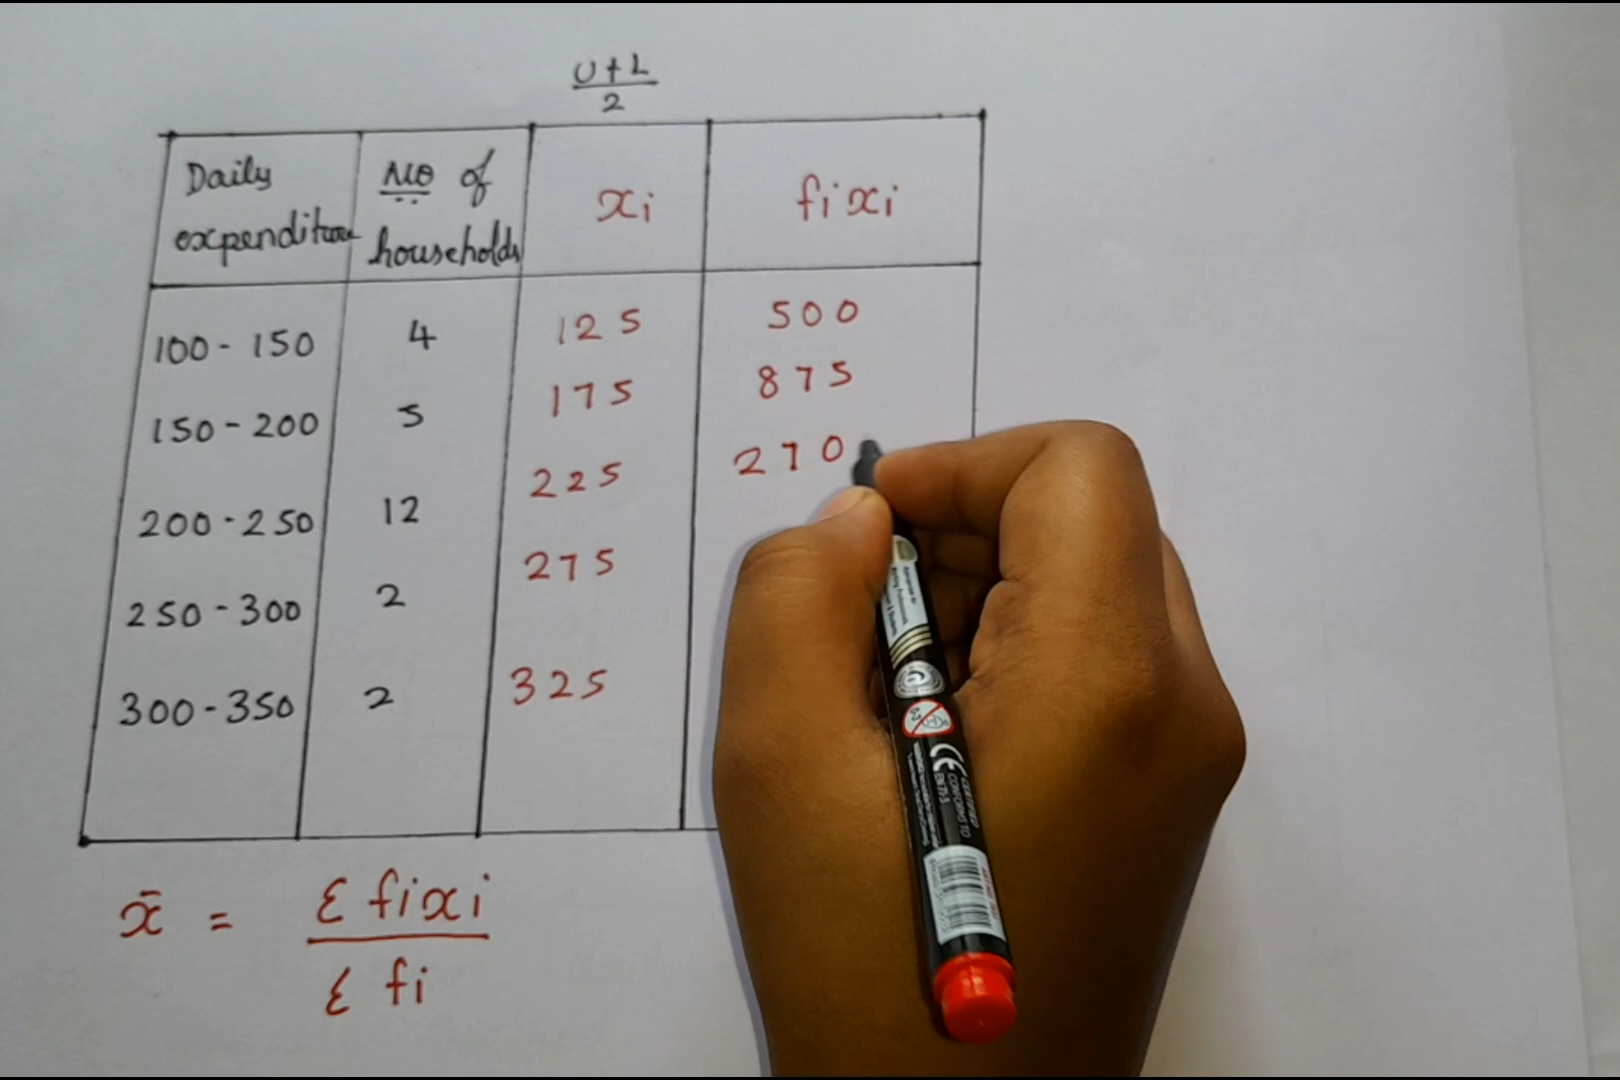 U + L
2
Daily expenditure
No of households
xi
fixi
100 - 150 4 125 500
150 - 200 5 175 875
200 - 250 12 225 270
250 - 300 2 275
300 - 350 2 325
x̄ = Σ fixi
Σ fi
CE